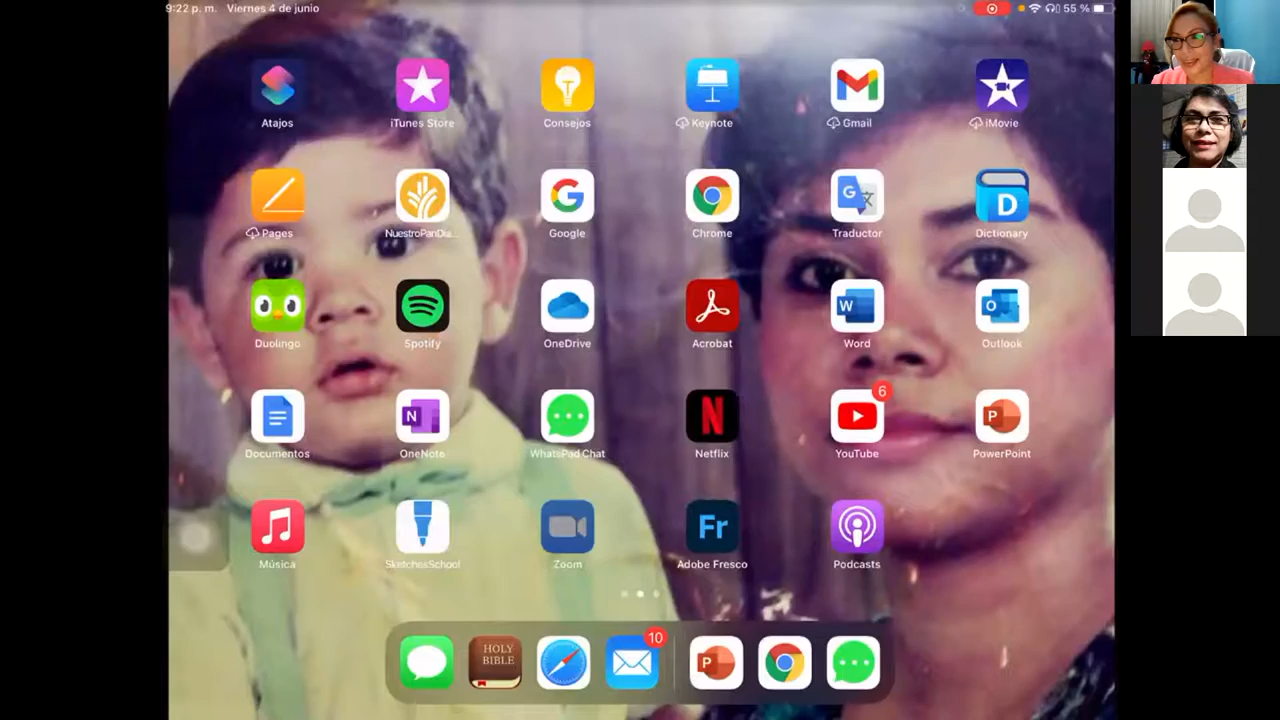 9:22 p. m. Viernes 4 de junio
55 %
Atajos
iTunes Store
Consejos
Keynote
Gmail
iMovie
Pages
NuestroPanDia...
Google
Chrome
Traductor
Dictionary
Duolingo
Spotify
OneDrive
Acrobat
Word
Outlook
6
Documentos
OneNote
WhatsPad Chat
Netflix
YouTube
PowerPoint
Música
SketchesSchool
Zoom
Fr
Adobe Fresco
Podcasts
HOLY
BIBLE
10